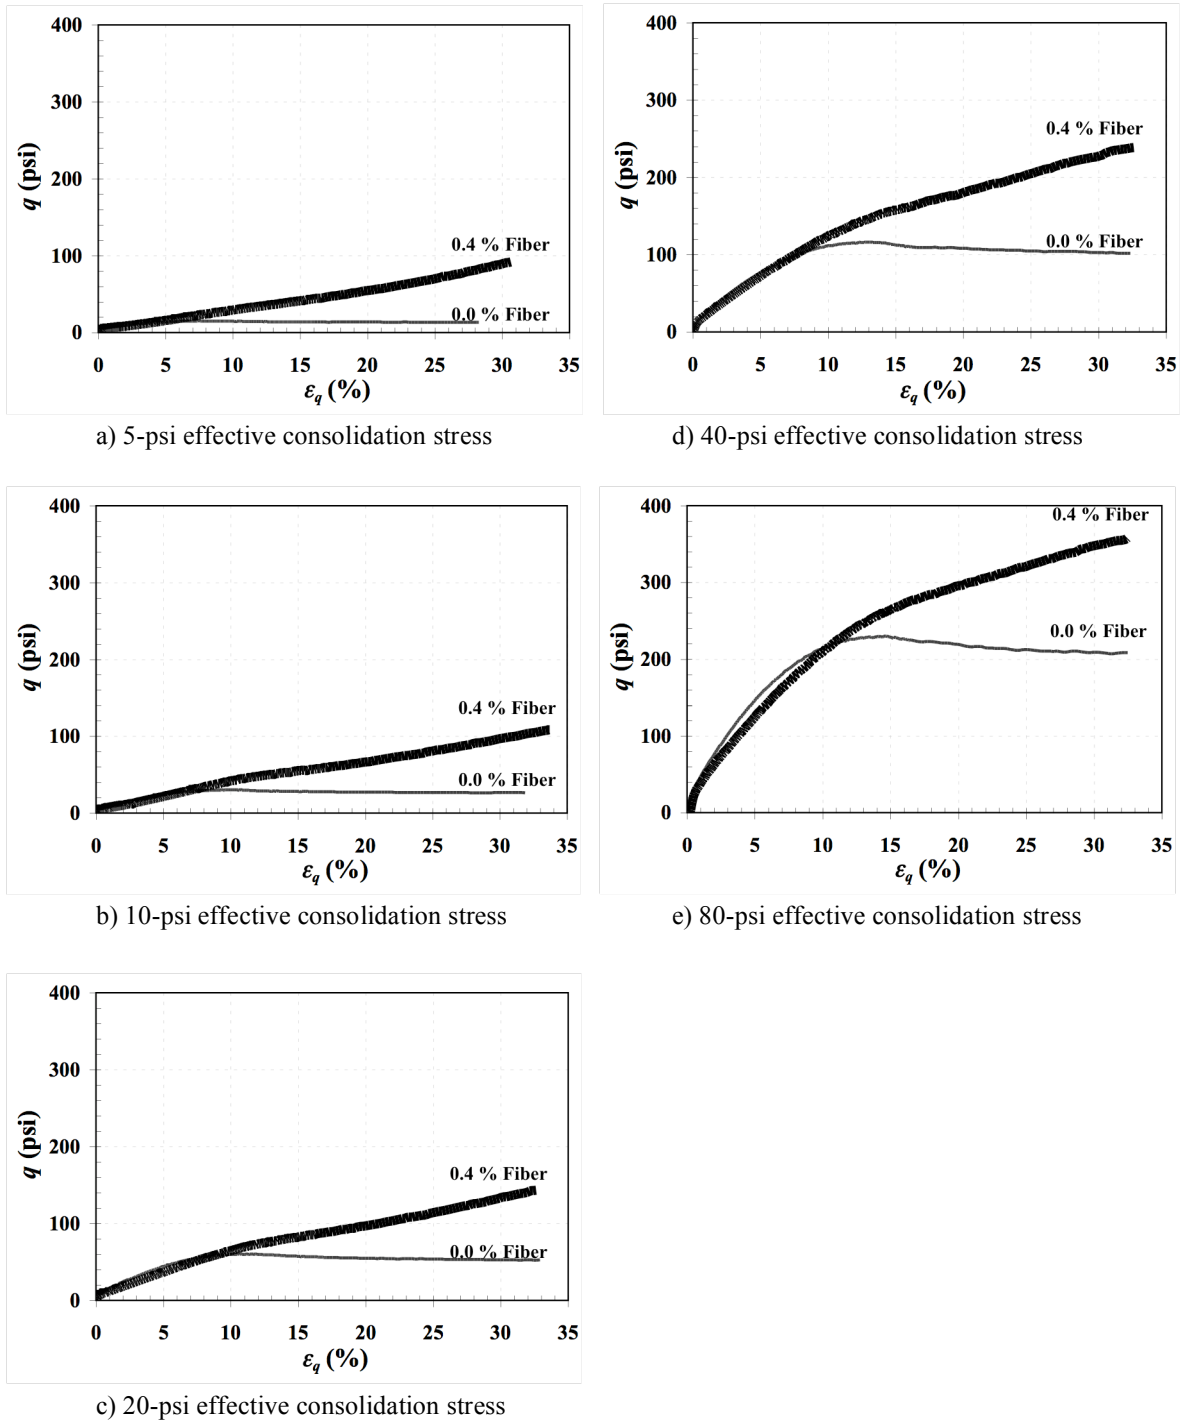 400
300
200
100
0
q (psi)
0.4 % Fiber
0.0 % Fiber
0 5 10 15 20 25 30 35
εq (%)
a) 5-psi effective consolidation stress
400
300
200
100
0
q (psi)
0.4 % Fiber
0.0 % Fiber
0 5 10 15 20 25 30 35
εq (%)
b) 10-psi effective consolidation stress
400
300
200
100
0
q (psi)
0.4 % Fiber
0.0 % Fiber
0 5 10 15 20 25 30 35
εq (%)
c) 20-psi effective consolidation stress
400
300
200
100
0
q (psi)
0.4 % Fiber
0.0 % Fiber
0 5 10 15 20 25 30 35
εq (%)
d) 40-psi effective consolidation stress
400
300
200
100
0
q (psi)
0.4 % Fiber
0.0 % Fiber
0 5 10 15 20 25 30 35
εq (%)
e) 80-psi effective consolidation stress